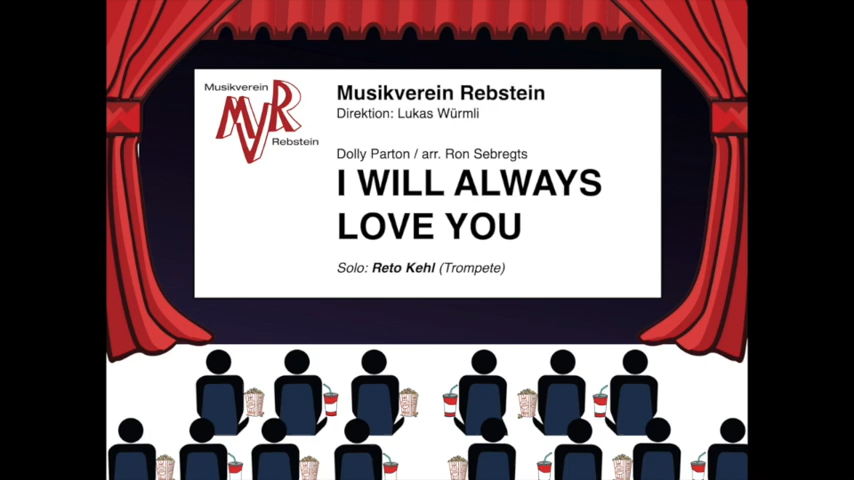 Musikverein
MVR
Rebstein
Musikverein Rebstein
Direktion: Lukas Würmli
Dolly Parton / arr. Ron Sebregts
I WILL ALWAYS
LOVE YOU
Solo: Reto Kehl (Trompete)